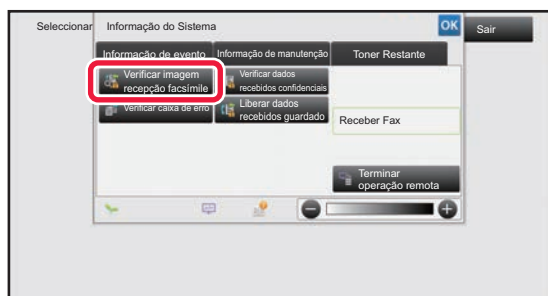 Seleccionar
Informação do Sistema
OK
Sair
Informação de evento
Informação de manutenção
Toner Restante
Verificar imagem
recepção facsímile
Verificar dados
recebidos confidenciais
Verificar caixa de erro
Liberar dados
recebidos guardado
Receber Fax
Terminar
operação remota